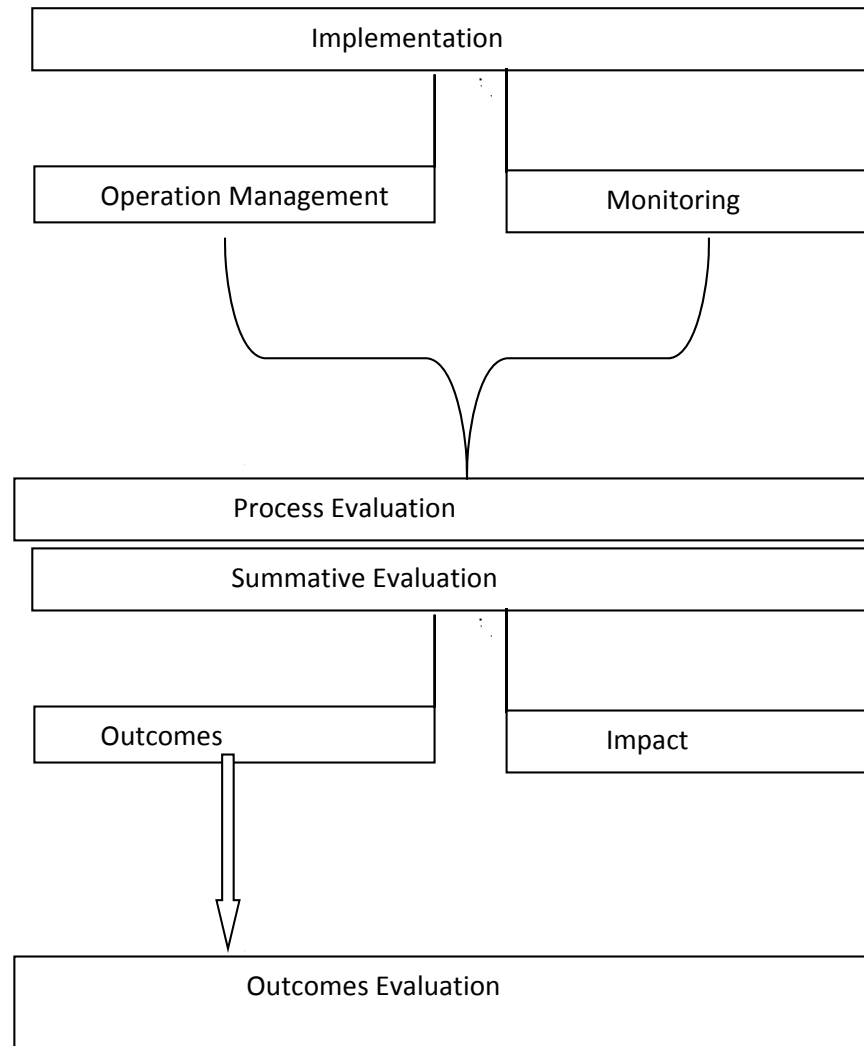 Implementation
Operation Management
Monitoring
Process Evaluation
Summative Evaluation
Outcomes
Impact
Outcomes Evaluation